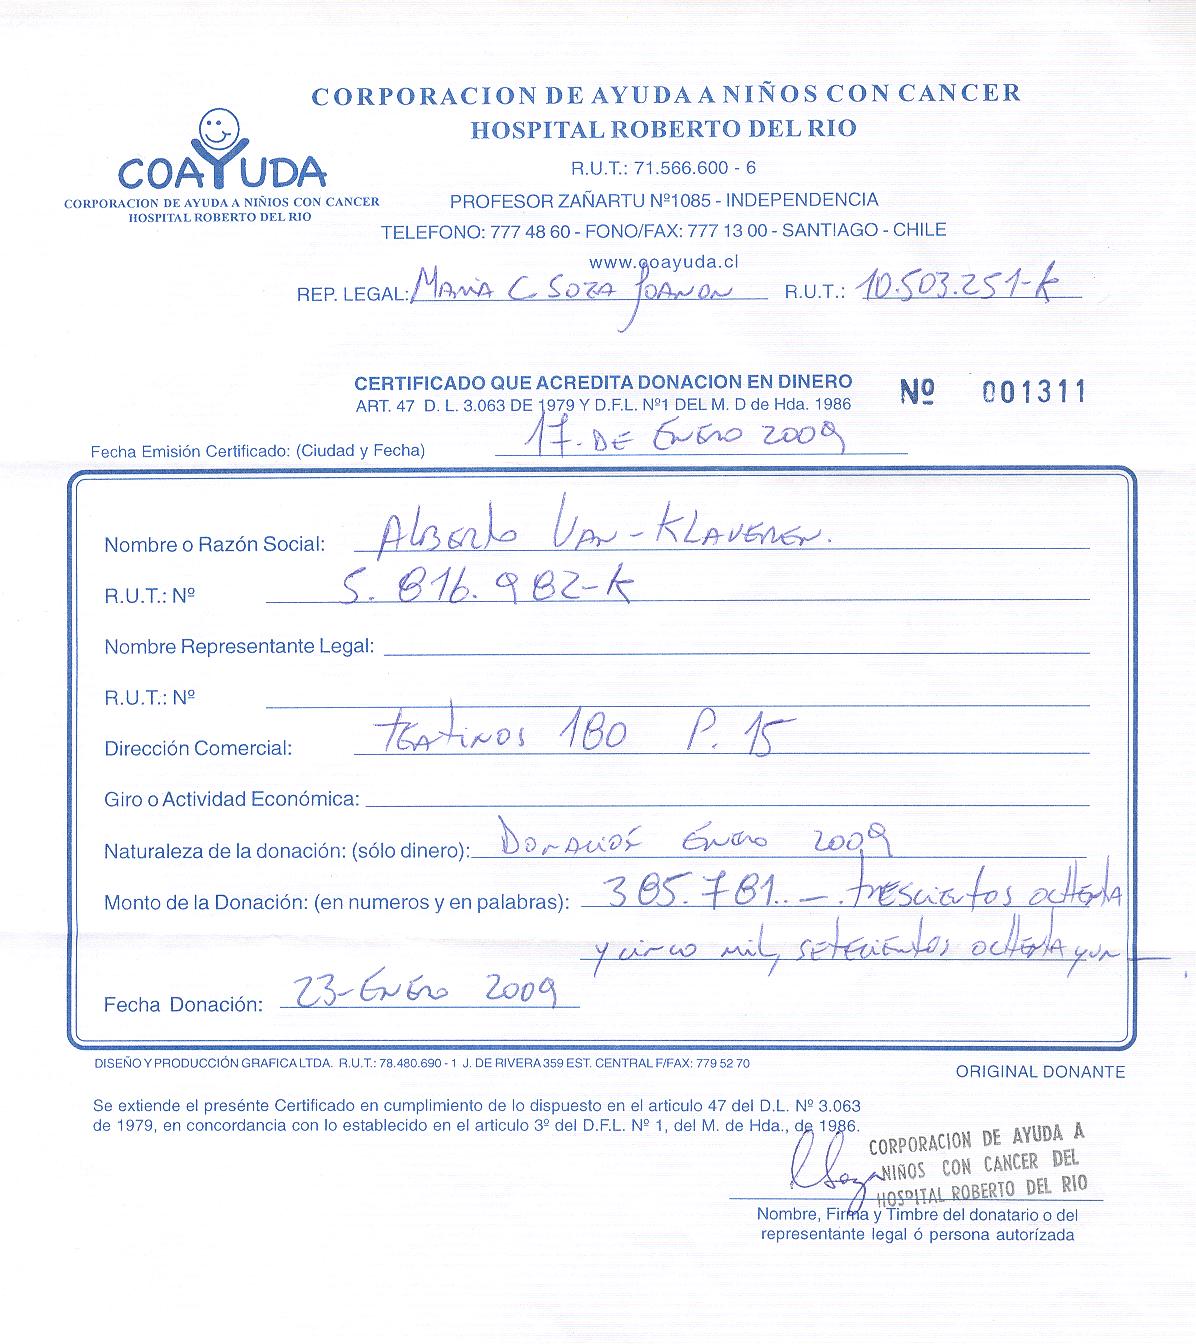 CORPORACION DE AYUDA A NIÑOS CON CANCER
HOSPITAL ROBERTO DEL RIO
COAYUDA
CORPORACION DE AYUDA A NIÑIOS CON CANCER
HOSPITAL ROBERTO DEL RIO
R.U.T.: 71.566.600 - 6
PROFESOR ZAÑARTU Nº1085 - INDEPENDENCIA
TELEFONO: 777 48 60 - FONO/FAX: 777 13 00 - SANTIAGO - CHILE
www.coayuda.cl
REP. LEGAL: Maria C. Soza Joanon R.U.T.: 10.503.251-K
CERTIFICADO QUE ACREDITA DONACION EN DINERO Nº 001311
ART. 47 D. L. 3.063 DE 1979 Y D.F.L. Nº1 DEL M. D de Hda. 1986
Fecha Emisión Certificado: (Ciudad y Fecha) 17. DE ENERO 2009
Nombre o Razón Social: Alberto Van-Klaveren.
R.U.T.: Nº 5.816.982-K
Nombre Representante Legal:
R.U.T.: Nº
Dirección Comercial: Teatinos 180 P. 15
Giro o Actividad Económica:
Naturaleza de la donación: (sólo dinero): Donación Enero 2009
Monto de la Donación: (en numeros y en palabras): 385.781.. — . trescientos ochenta
y cinco mil, setecientos ochenta y un —
Fecha Donación: 23-Enero 2009
DISEÑO Y PRODUCCIÓN GRAFICA LTDA. R.U.T.: 78.480.690 - 1 J. DE RIVERA 359 EST. CENTRAL F/FAX: 779 52 70
ORIGINAL DONANTE
Se extiende el presénte Certificado en cumplimiento de lo dispuesto en el articulo 47 del D.L. Nº 3.063
de 1979, en concordancia con lo establecido en el articulo 3º del D.F.L. Nº 1, del M. de Hda., de 1986.
CORPORACION DE AYUDA A
NIÑOS CON CANCER DEL
HOSPITAL ROBERTO DEL RIO
Nombre, Firma y Timbre del donatario o del
representante legal ó persona autorizada